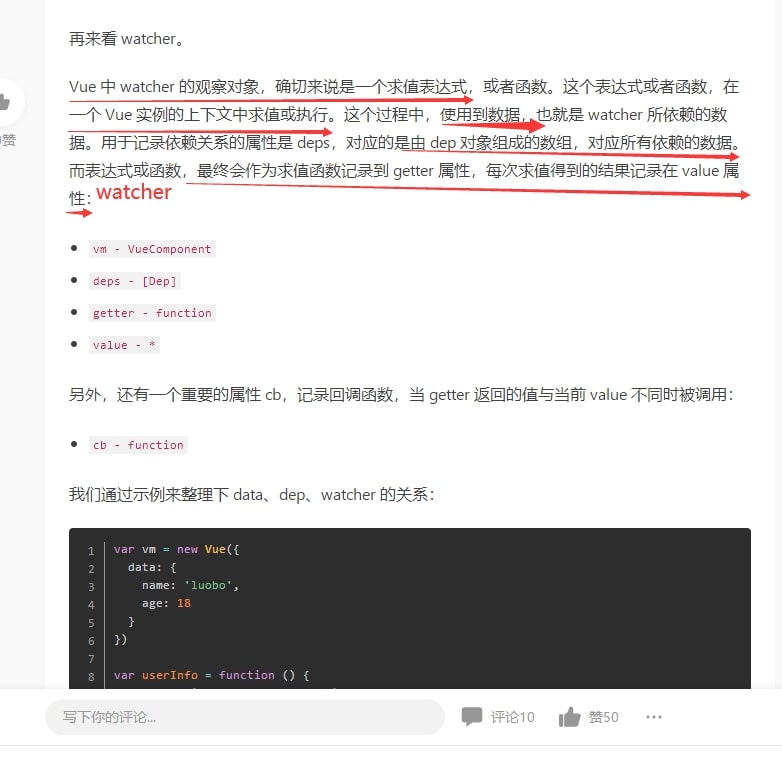 再来看 watcher。
Vue 中 watcher 的观察对象，确切来说是一个求值表达式，或者函数。这个表达式或者函数，在
一个 Vue 实例的上下文中求值或执行。这个过程中，使用到数据，也就是 watcher 所依赖的数
据。用于记录依赖关系的属性是 deps，对应的是由 dep 对象组成的数组，对应所有依赖的数据。
而表达式或函数，最终会作为求值函数记录到 getter 属性，每次求值得到的结果记录在 value 属
性：
watcher
赞
vm - VueComponent
deps - [Dep]
getter - function
value - *
另外，还有一个重要的属性 cb，记录回调函数，当 getter 返回的值与当前 value 不同时被调用：
cb - function
我们通过示例来整理下 data、dep、watcher 的关系：
1 var vm = new Vue({
2 data: {
3 name: 'luobo',
4 age: 18
5 }
6 })
7
8 var userInfo = function () {
写下你的评论...
评论10
赞50